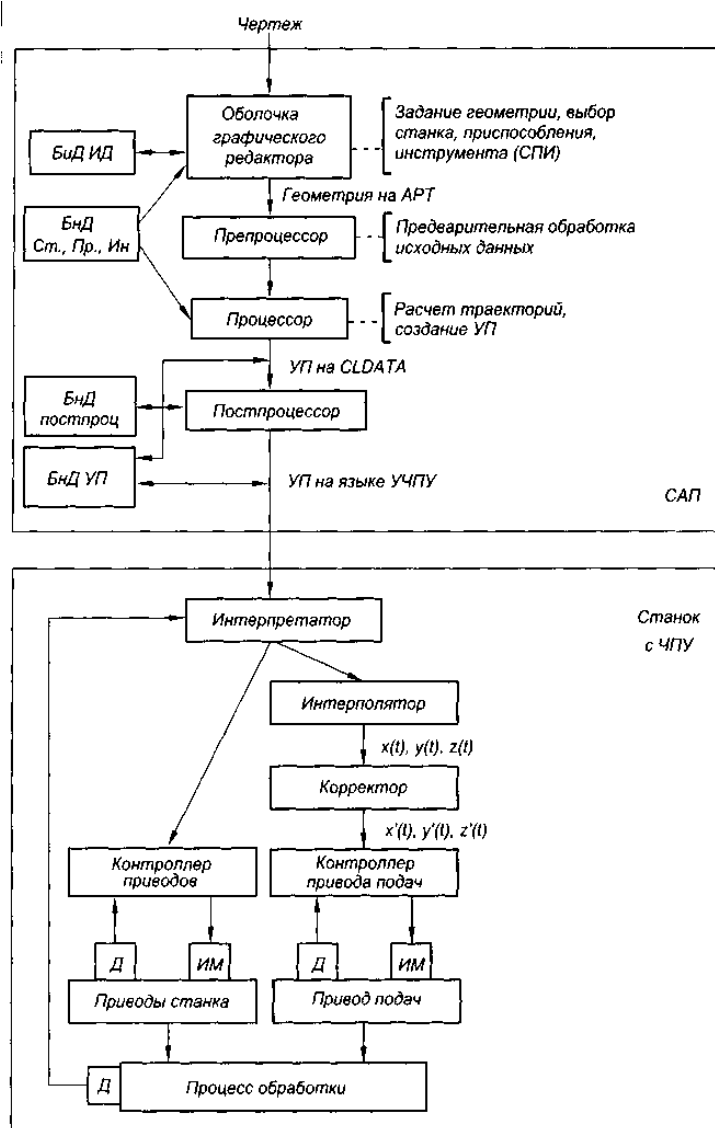 Чертеж
Оболочка
графического
редактора
Задание геометрии, выбор
станка, приспособления,
инструмента (СПИ)
БиД ИД
Геометрия на АРТ
БнД
Ст., Пр., Ин
Препроцессор
Предварительная обработка
исходных данных
Процессор
Расчет траекторий,
создание УП
УП на CLDATA
БнД
постпроц
Постпроцессор
БнД УП
УП на языке УЧПУ
САП
Интерпретатор
Станок
с ЧПУ
Интерполятор
x(t), y(t), z(t)
Корректор
x'(t), y'(t), z'(t)
Контроллер
приводов
Контроллер
привода подач
Д
ИМ
Д
ИМ
Приводы станка
Привод подач
Д
Процесс обработки